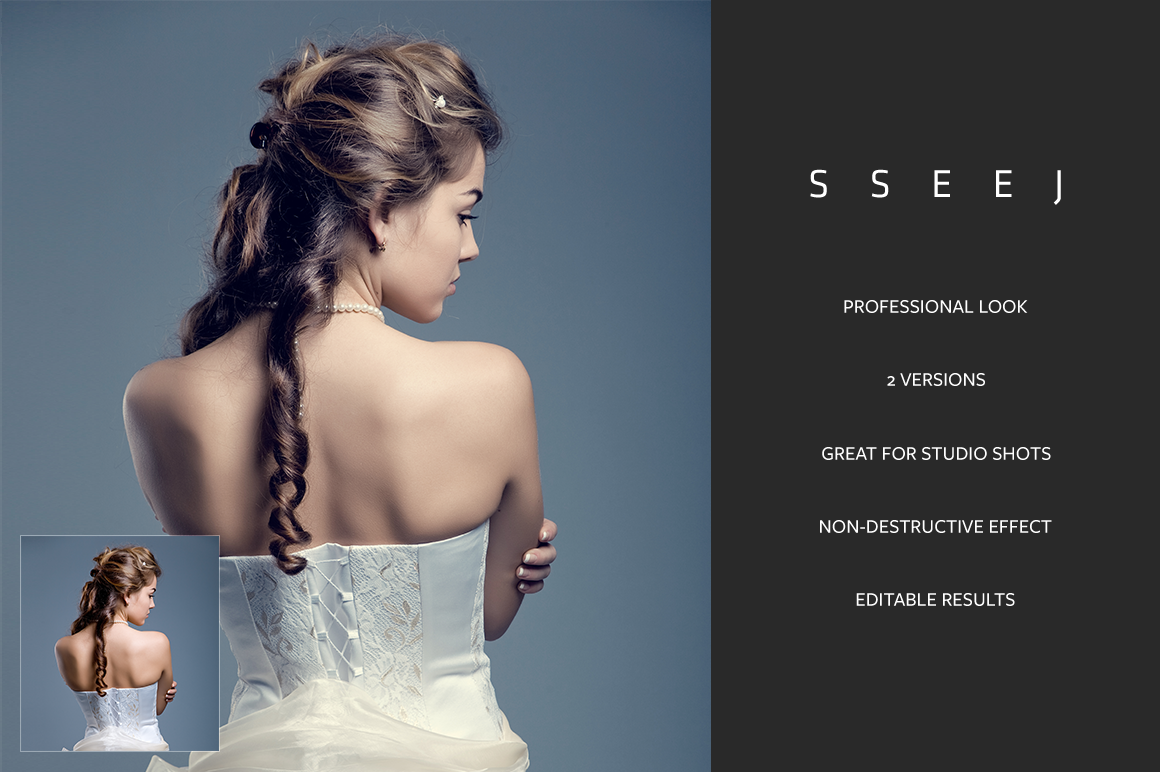 S S E E J
PROFESSIONAL LOOK
2 VERSIONS
GREAT FOR STUDIO SHOTS
NON-DESTRUCTIVE EFFECT
EDITABLE RESULTS